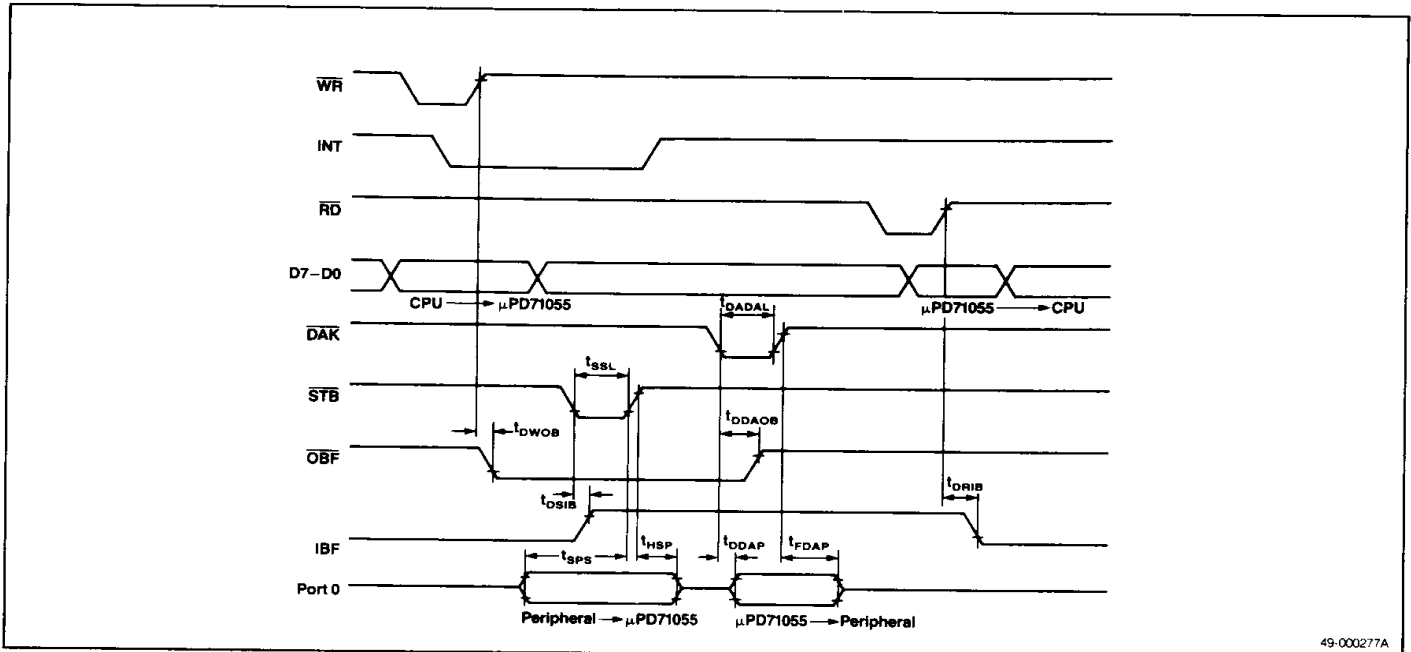 WR
INT
RD
D7–D0
CPU → μPD71055
tDADAL
μPD71055 → CPU
DAK
tSSL
STB
tDDAOB
tDWOB
OBF
tDSIB
tDRIB
IBF
tSPS
tHSP
tDDAP
tFDAP
Port 0
Peripheral → μPD71055
μPD71055 → Peripheral
49-000277A